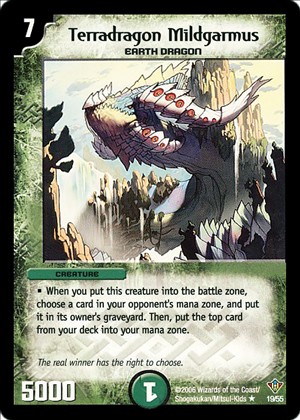 7
Terradragon Mildgarmus
EARTH DRAGON
CREATURE
▪ When you put this creature into the battle zone,
choose a card in your opponent's mana zone, and put
it in its owner's graveyard. Then, put the top card
from your deck into your mana zone.
The real winner has the right to choose.
5000
1
©2006 Wizards of the Coast/
Shogakukan/Mitsui-Kids ★ 19/55